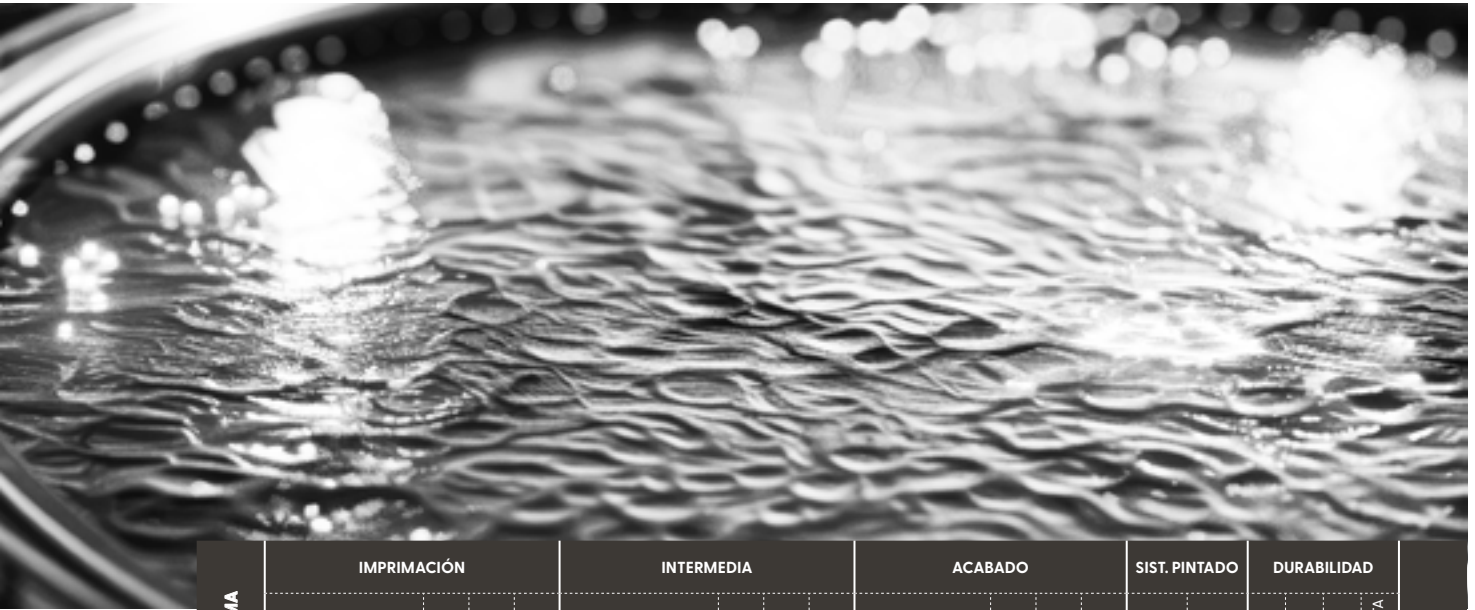 IMPRIMACIÓN
INTERMEDIA
ACABADO
SIST. PINTADO
DURABILIDAD